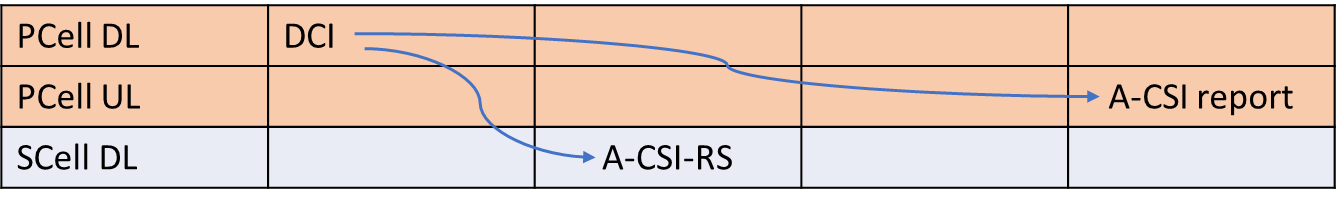 PCell DL DCI
PCell UL A-CSI report
SCell DL A-CSI-RS